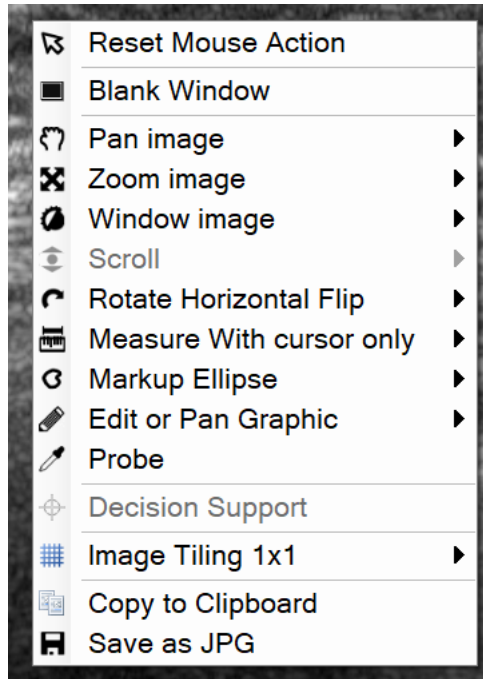 Reset Mouse Action
Blank Window
Pan image
Zoom image
Window image
Scroll
Rotate Horizontal Flip
Measure With cursor only
Markup Ellipse
Edit or Pan Graphic
Probe
Decision Support
Image Tiling 1x1
Copy to Clipboard
Save as JPG